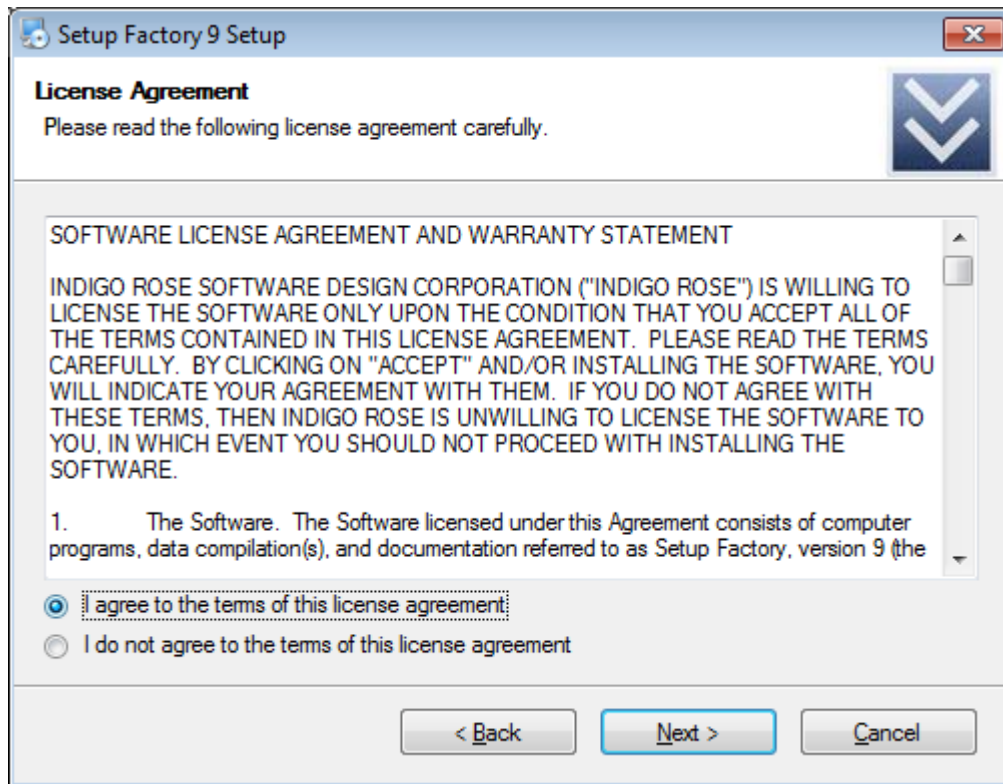 Setup Factory 9 Setup
License Agreement
Please read the following license agreement carefully.
SOFTWARE LICENSE AGREEMENT AND WARRANTY STATEMENT
INDIGO ROSE SOFTWARE DESIGN CORPORATION ("INDIGO ROSE") IS WILLING TO
LICENSE THE SOFTWARE ONLY UPON THE CONDITION THAT YOU ACCEPT ALL OF
THE TERMS CONTAINED IN THIS LICENSE AGREEMENT.  PLEASE READ THE TERMS
CAREFULLY.  BY CLICKING ON "ACCEPT" AND/OR INSTALLING THE SOFTWARE, YOU
WILL INDICATE YOUR AGREEMENT WITH THEM.  IF YOU DO NOT AGREE WITH
THESE TERMS, THEN INDIGO ROSE IS UNWILLING TO LICENSE THE SOFTWARE TO
YOU, IN WHICH EVENT YOU SHOULD NOT PROCEED WITH INSTALLING THE
SOFTWARE.
1. The Software.  The Software licensed under this Agreement consists of computer
programs, data compilation(s), and documentation referred to as Setup Factory, version 9 (the
I agree to the terms of this license agreement
I do not agree to the terms of this license agreement
< Back
Next >
Cancel